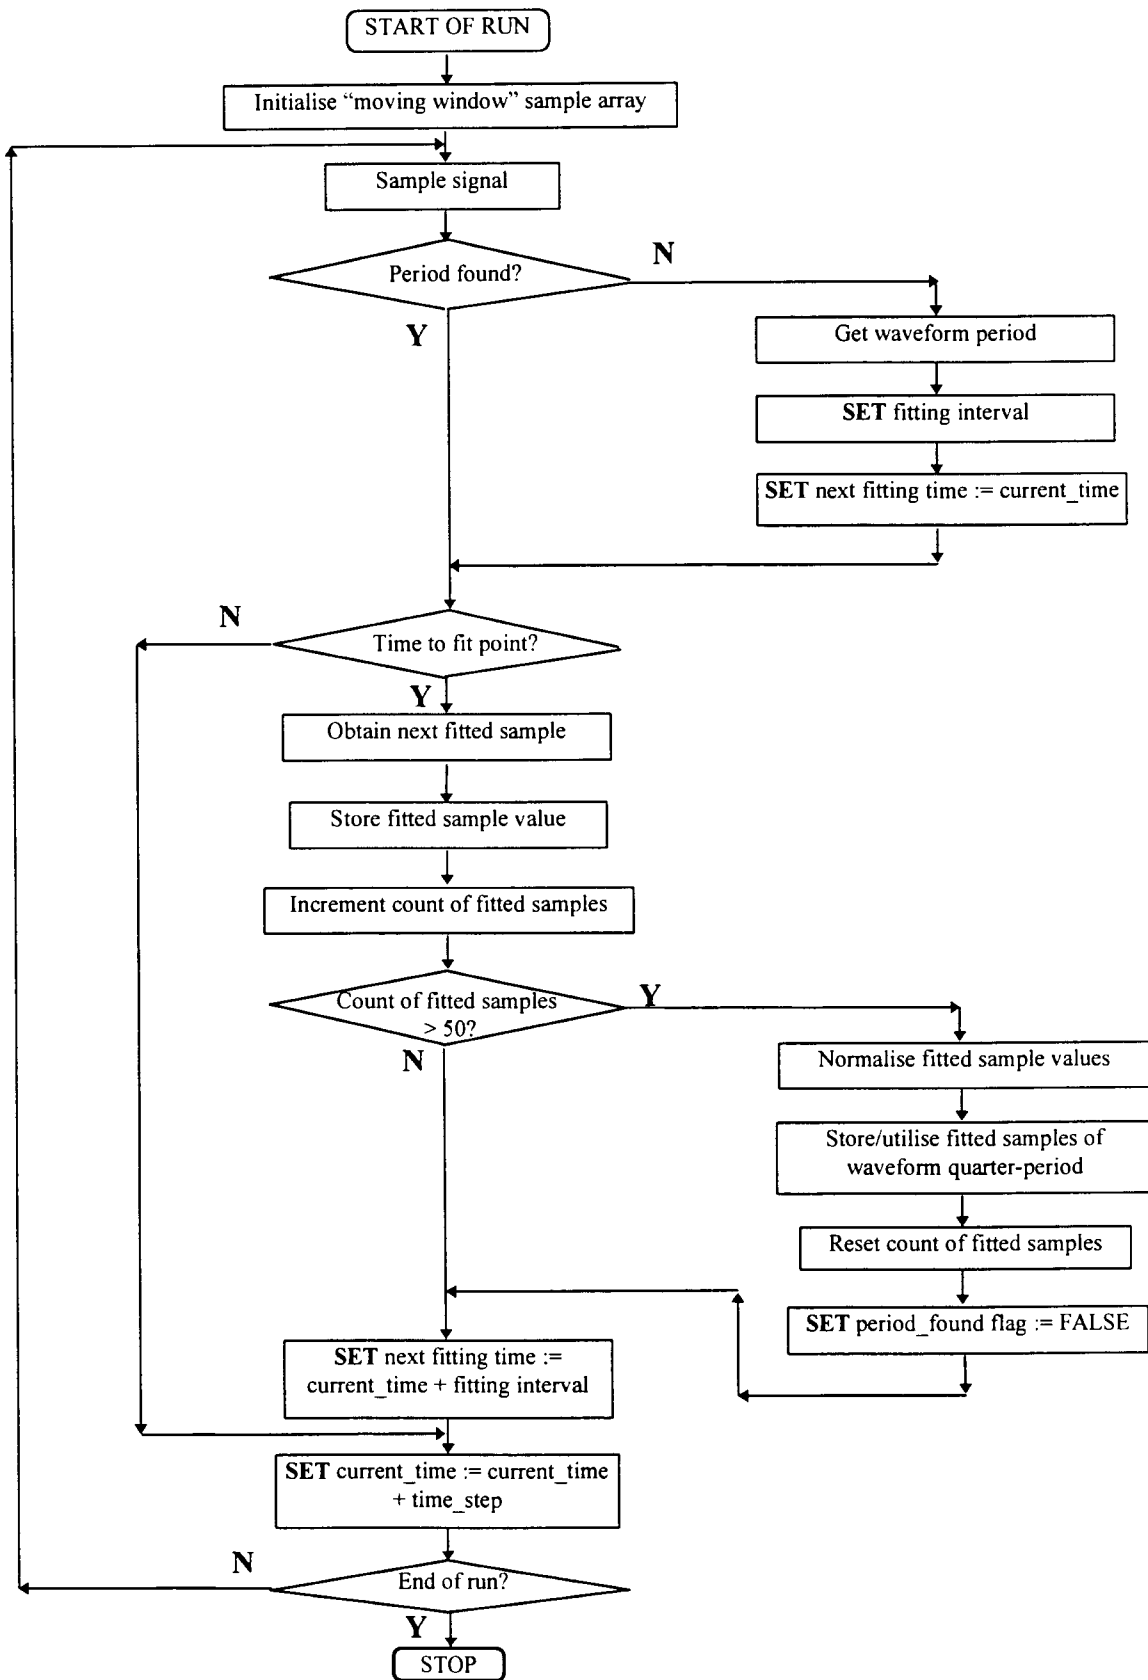 START OF RUN
Initialise “moving window” sample array
Sample signal
Period found?
N
Y
Get waveform period
SET fitting interval
SET next fitting time := current_time
N
Time to fit point?
Y
Obtain next fitted sample
Store fitted sample value
Increment count of fitted samples
Count of fitted samples
> 50?
Y
N
Normalise fitted sample values
Store/utilise fitted samples of
waveform quarter-period
Reset count of fitted samples
SET period_found flag := FALSE
SET next fitting time :=
current_time + fitting interval
SET current_time := current_time
+ time_step
N
End of run?
Y
STOP